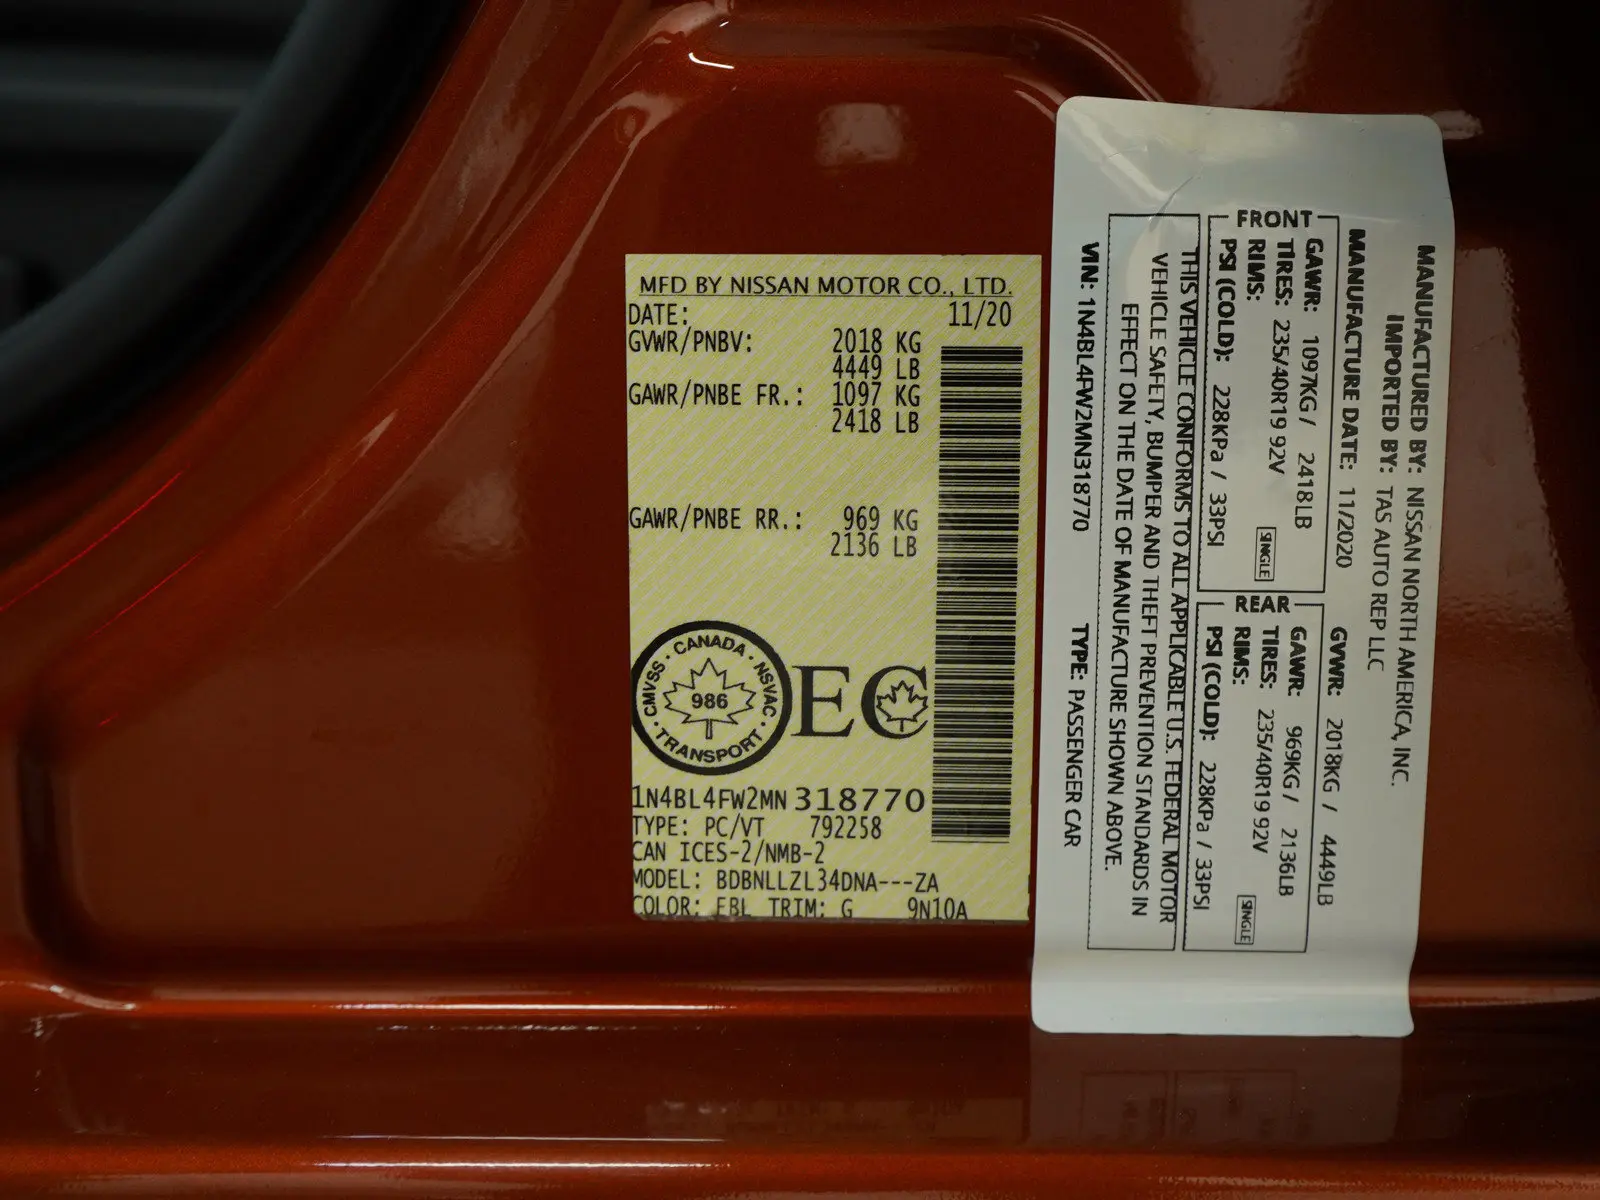 MFD BY NISSAN MOTOR CO., LTD.
DATE: 11/20
GVWR/PNBV: 2018 KG
4449 LB
GAWR/PNBE FR.: 1097 KG
2418 LB
GAWR/PNBE RR.: 969 KG
2136 LB
CMVSS · CANADA · NSVAC · TRANSPORT ·
986
EC
1N4BL4FW2MN318770
TYPE: PC/VT 792258
CAN ICES-2/NMB-2
MODEL: BDBNLLZL34DNA---ZA
COLOR: EBL TRIM: G 9N10A
MANUFACTURED BY: NISSAN NORTH AMERICA, INC.
IMPORTED BY: TAS AUTO REP LLC
MANUFACTURE DATE: 11/2020 GVWR: 2018KG / 4449LB
FRONT
GAWR: 1097KG / 2418LB
TIRES: 235/40R19 92V
RIMS: SINGLE
PSI (COLD): 228KPa / 33PSI
REAR
GAWR: 969KG / 2136LB
TIRES: 235/40R19 92V
RIMS: SINGLE
PSI (COLD): 228KPa / 33PSI
THIS VEHICLE CONFORMS TO ALL APPLICABLE U.S. FEDERAL MOTOR
VEHICLE SAFETY, BUMPER AND THEFT PREVENTION STANDARDS IN
EFFECT ON THE DATE OF MANUFACTURE SHOWN ABOVE.
VIN: 1N4BL4FW2MN318770 TYPE: PASSENGER CAR